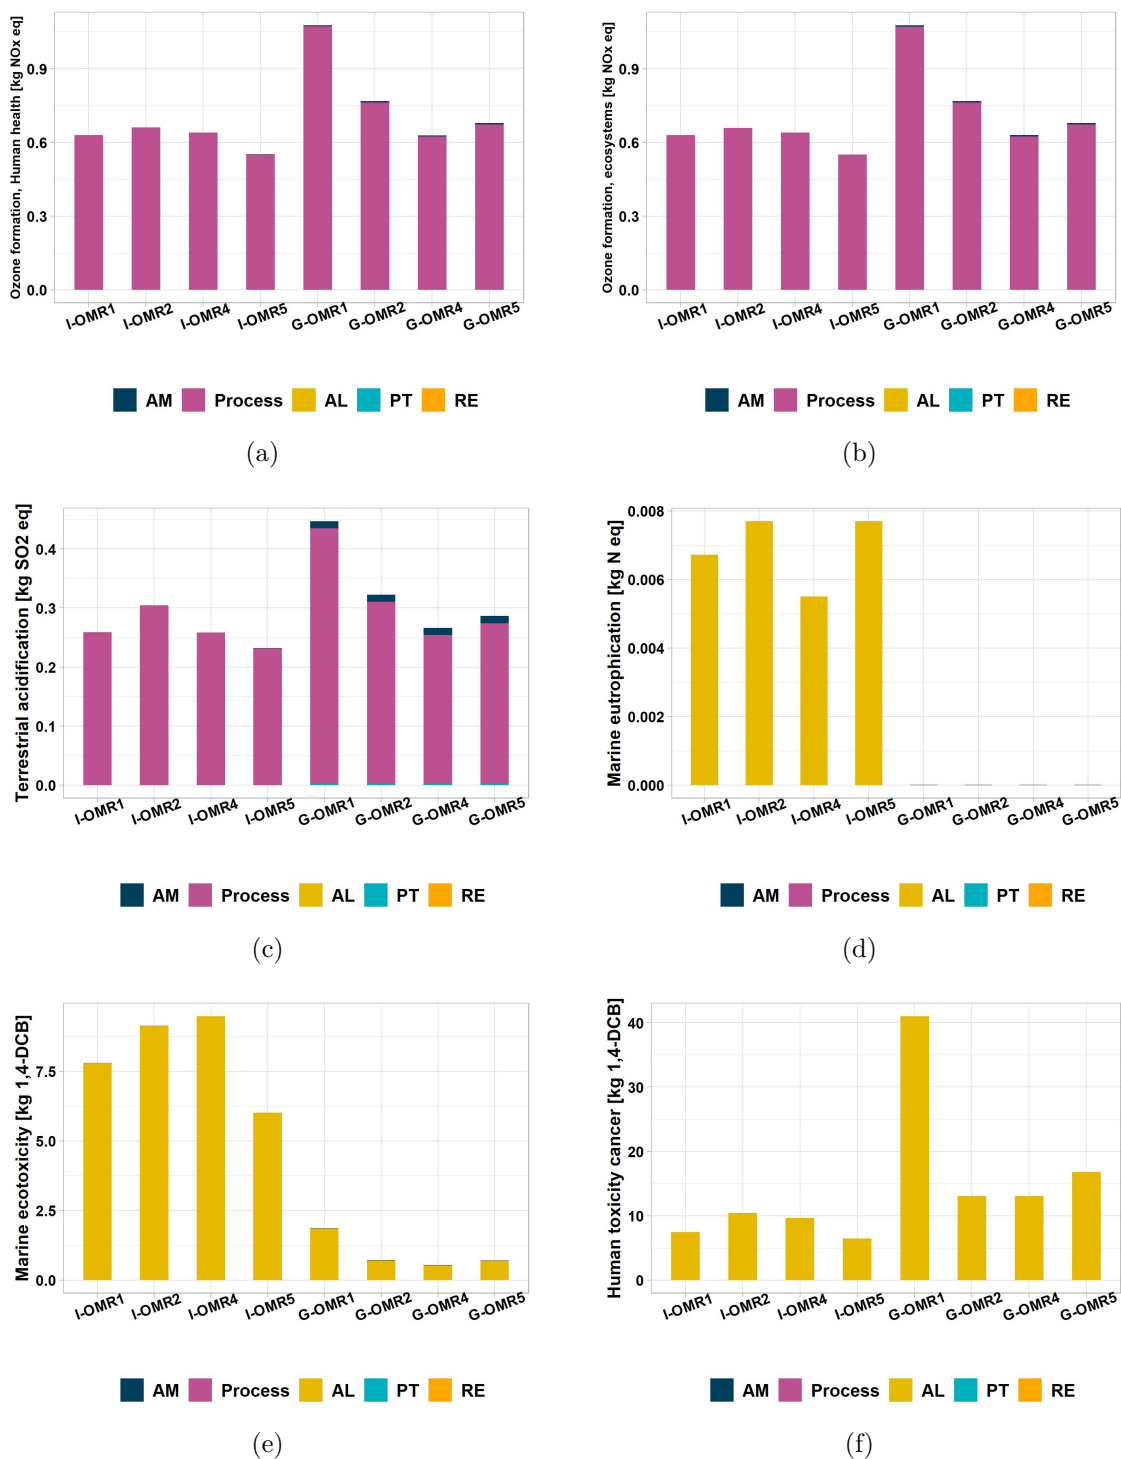 Ozone formation, Human health [kg NOx eq]
0.9
0.6
0.3
0.0
I-OMR1 I-OMR2 I-OMR4 I-OMR5 G-OMR1 G-OMR2 G-OMR4 G-OMR5
AM Process AL PT RE
(a)
Ozone formation, ecosystems [kg NOx eq]
0.9
0.6
0.3
0.0
I-OMR1 I-OMR2 I-OMR4 I-OMR5 G-OMR1 G-OMR2 G-OMR4 G-OMR5
AM Process AL PT RE
(b)
Terrestrial acidification [kg SO2 eq]
0.4
0.3
0.2
0.1
0.0
I-OMR1 I-OMR2 I-OMR4 I-OMR5 G-OMR1 G-OMR2 G-OMR4 G-OMR5
AM Process AL PT RE
(c)
Marine eutrophication [kg N eq]
0.008
0.006
0.004
0.002
0.000
I-OMR1 I-OMR2 I-OMR4 I-OMR5 G-OMR1 G-OMR2 G-OMR4 G-OMR5
AM Process AL PT RE
(d)
Marine ecotoxicity [kg 1,4-DCB]
7.5
5.0
2.5
0.0
I-OMR1 I-OMR2 I-OMR4 I-OMR5 G-OMR1 G-OMR2 G-OMR4 G-OMR5
AM Process AL PT RE
(e)
Human toxicity cancer [kg 1,4-DCB]
40
30
20
10
0
I-OMR1 I-OMR2 I-OMR4 I-OMR5 G-OMR1 G-OMR2 G-OMR4 G-OMR5
AM Process AL PT RE
(f)